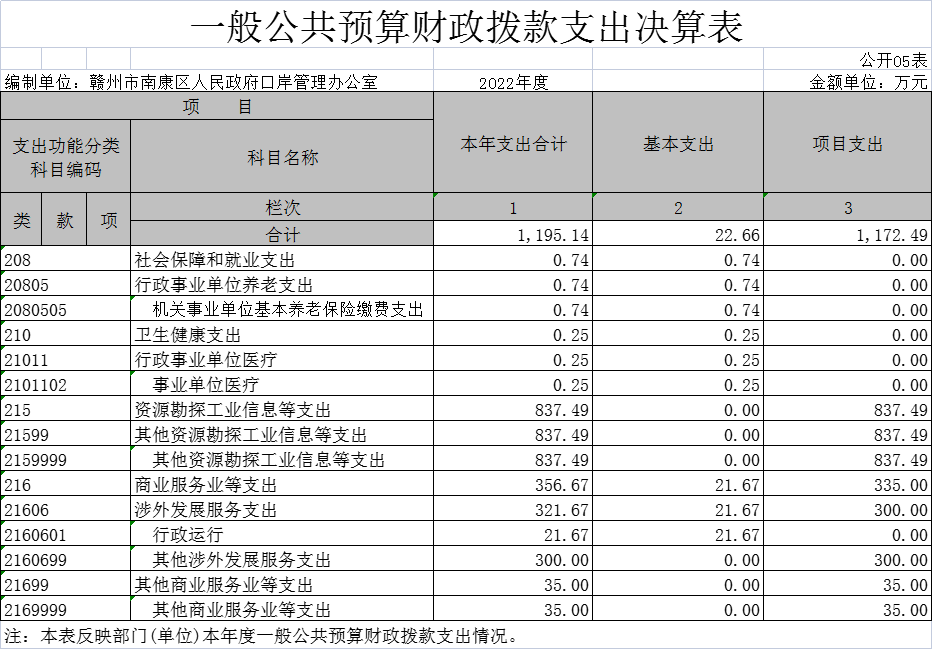 一般公共预算财政拨款支出决算表
公开05表
编制单位：赣州市南康区人民政府口岸管理办公室 2022年度 金额单位：万元
项 目 本年支出合计 基本支出 项目支出
支出功能分类科目编码 科目名称
类 款 项 栏次 1 2 3
合计 1,195.14 22.66 1,172.49
208 社会保障和就业支出 0.74 0.74 0.00
20805 行政事业单位养老支出 0.74 0.74 0.00
2080505 机关事业单位基本养老保险缴费支出 0.74 0.74 0.00
210 卫生健康支出 0.25 0.25 0.00
21011 行政事业单位医疗 0.25 0.25 0.00
2101102 事业单位医疗 0.25 0.25 0.00
215 资源勘探工业信息等支出 837.49 0.00 837.49
21599 其他资源勘探工业信息等支出 837.49 0.00 837.49
2159999 其他资源勘探工业信息等支出 837.49 0.00 837.49
216 商业服务业等支出 356.67 21.67 335.00
21606 涉外发展服务支出 321.67 21.67 300.00
2160601 行政运行 21.67 21.67 0.00
2160699 其他涉外发展服务支出 300.00 0.00 300.00
21699 其他商业服务业等支出 35.00 0.00 35.00
2169999 其他商业服务业等支出 35.00 0.00 35.00
注：本表反映部门(单位)本年度一般公共预算财政拨款支出情况。